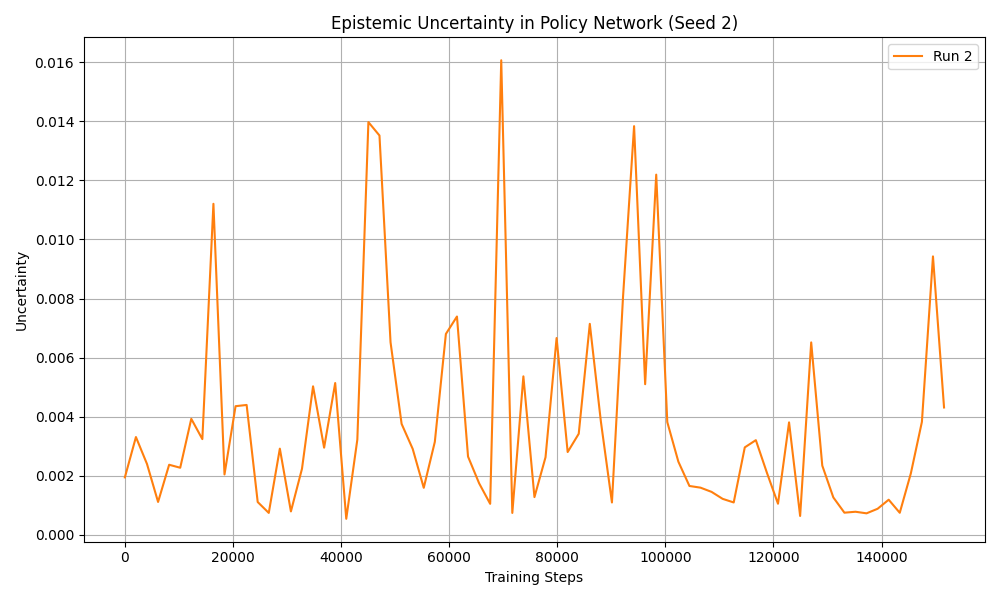 Epistemic Uncertainty in Policy Network (Seed 2)
Run 2
0.016
0.014
0.012
0.010
0.008
0.006
0.004
0.002
0.000
Uncertainty
0 20000 40000 60000 80000 100000 120000 140000
Training Steps